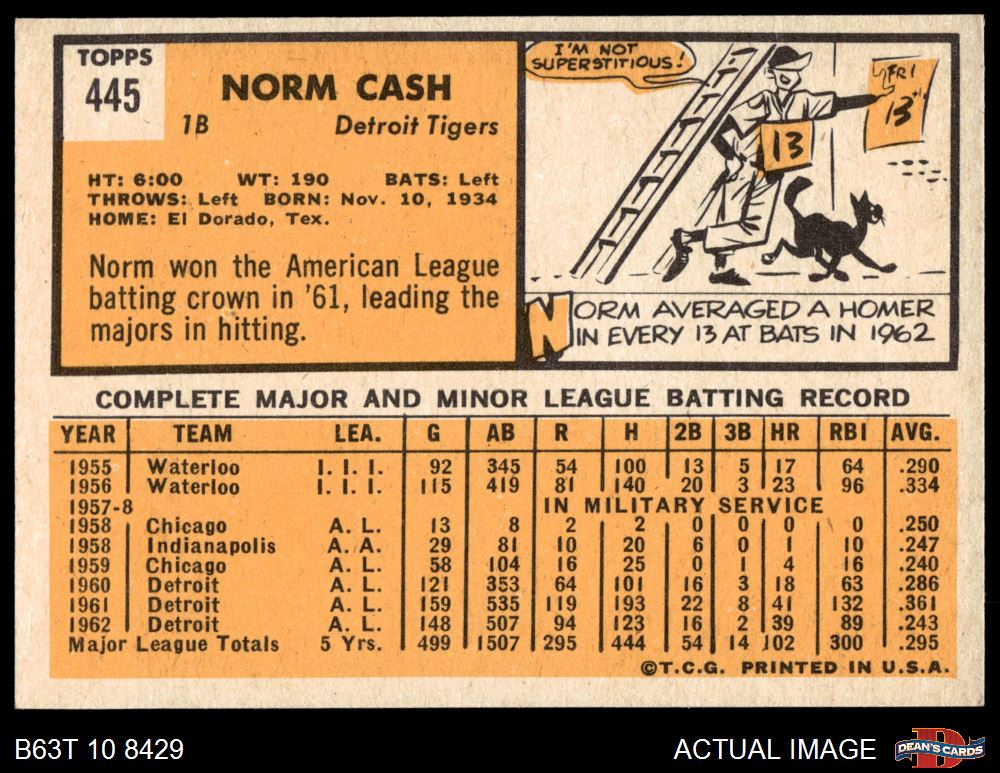 TOPPS
445
NORM CASH
1B Detroit Tigers
HT: 6:00 WT: 190 BATS: Left
THROWS: Left BORN: Nov. 10, 1934
HOME: El Dorado, Tex.
Norm won the American League
batting crown in '61, leading the
majors in hitting.
I'M NOT
SUPERSTITIOUS!
FRI
13
13
NORM AVERAGED A HOMER
IN EVERY 13 AT BATS IN 1962
COMPLETE MAJOR AND MINOR LEAGUE BATTING RECORD
YEAR TEAM LEA. G AB R H 2B 3B HR RBI AVG.
1955 Waterloo I. I. I. 92 345 54 100 13 5 17 64 .290
1956 Waterloo I. I. I. 115 419 81 140 20 3 23 96 .334
1957-8 IN MILITARY SERVICE
1958 Chicago A. L. 13 8 2 2 0 0 0 0 .250
1958 Indianapolis A. A. 29 81 10 20 6 0 1 10 .247
1959 Chicago A. L. 58 104 16 25 0 1 4 16 .240
1960 Detroit A. L. 121 353 64 101 16 3 18 63 .286
1961 Detroit A. L. 159 535 119 193 22 8 41 132 .361
1962 Detroit A. L. 148 507 94 123 16 2 39 89 .243
Major League Totals 5 Yrs. 499 1507 295 444 54 14 102 300 .295
©T.C.G. PRINTED IN U.S.A.
B63T 10 8429 ACTUAL IMAGE
DEAN'S CARDS